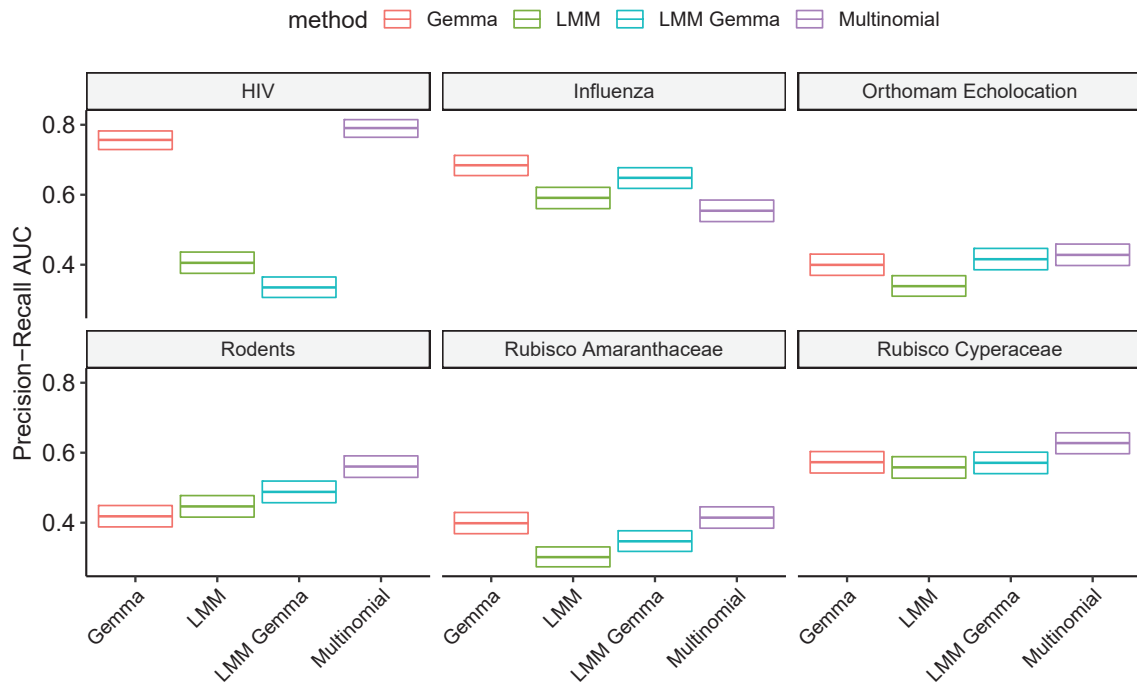 method Gemma LMM LMM Gemma Multinomial
HIV Influenza Orthomam Echolocation
0.8
0.6
0.4
Rodents Rubisco Amaranthaceae Rubisco Cyperaceae
0.8
0.6
0.4
Precision−Recall AUC
Gemma LMM LMM Gemma Multinomial Gemma LMM LMM Gemma Multinomial Gemma LMM LMM Gemma Multinomial